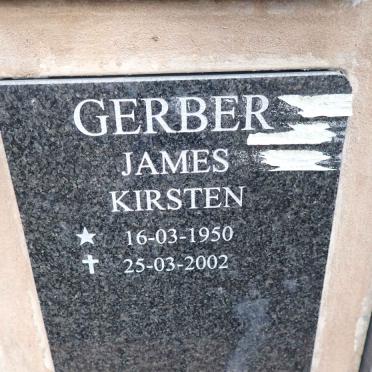 GERBER
JAMES
KIRSTEN
★ 16-03-1950
✝ 25-03-2002